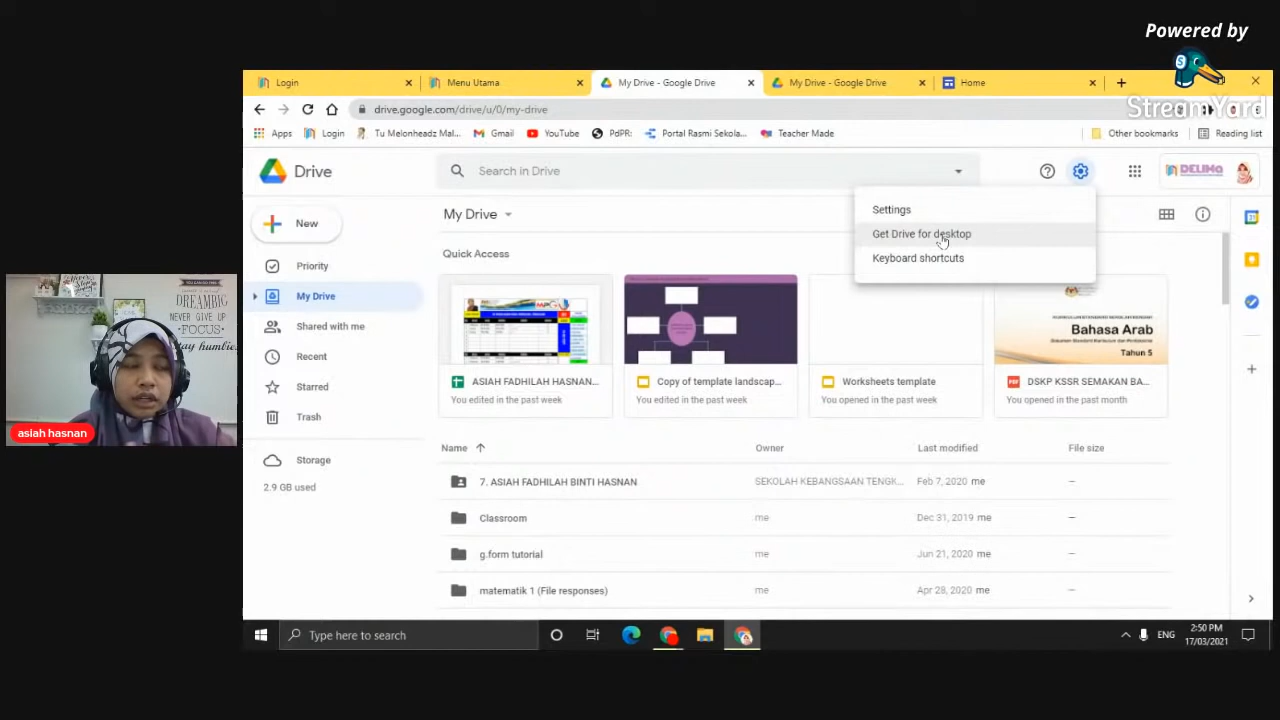 Powered by
StreamYard
Login
Menu Utama
My Drive - Google Drive
My Drive - Google Drive
Home
drive.google.com/drive/u/0/my-drive
Apps
Login
Tu Melonheadz Mal...
Gmail
YouTube
PdPR:
Portal Rasmi Sekola...
Teacher Made
Other bookmarks
Reading list
Drive
Search in Drive
DELIMa
New
My Drive
Settings
Get Drive for desktop
Keyboard shortcuts
Quick Access
Priority
My Drive
Shared with me
Recent
Starred
Trash
Storage
2.9 GB used
Bahasa Arab
Tahun 5
ASIAH FADHILAH HASNAN...
You edited in the past week
Copy of template landscap...
You edited in the past week
Worksheets template
You opened in the past week
DSKP KSSR SEMAKAN BA...
You opened in the past month
Name
Owner
Last modified
File size
7. ASIAH FADHILAH BINTI HASNAN
SEKOLAH KEBANGSAAN TENGK...
Feb 7, 2020 me
–
Classroom
me
Dec 31, 2019 me
–
g.form tutorial
me
Jun 21, 2020 me
–
matematik 1 (File responses)
me
Apr 28, 2020 me
–
DREAM BIG
NEVER GIVE UP
FOCUS
stay humble
asiah hasnan
Type here to search
ENG
2:50 PM
17/03/2021